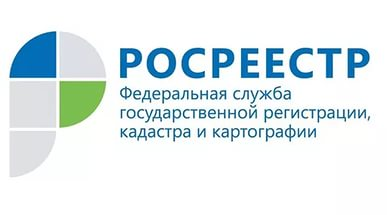 РОСРЕЕСТР
Федеральная служба
государственной регистрации,
кадастра и картографии